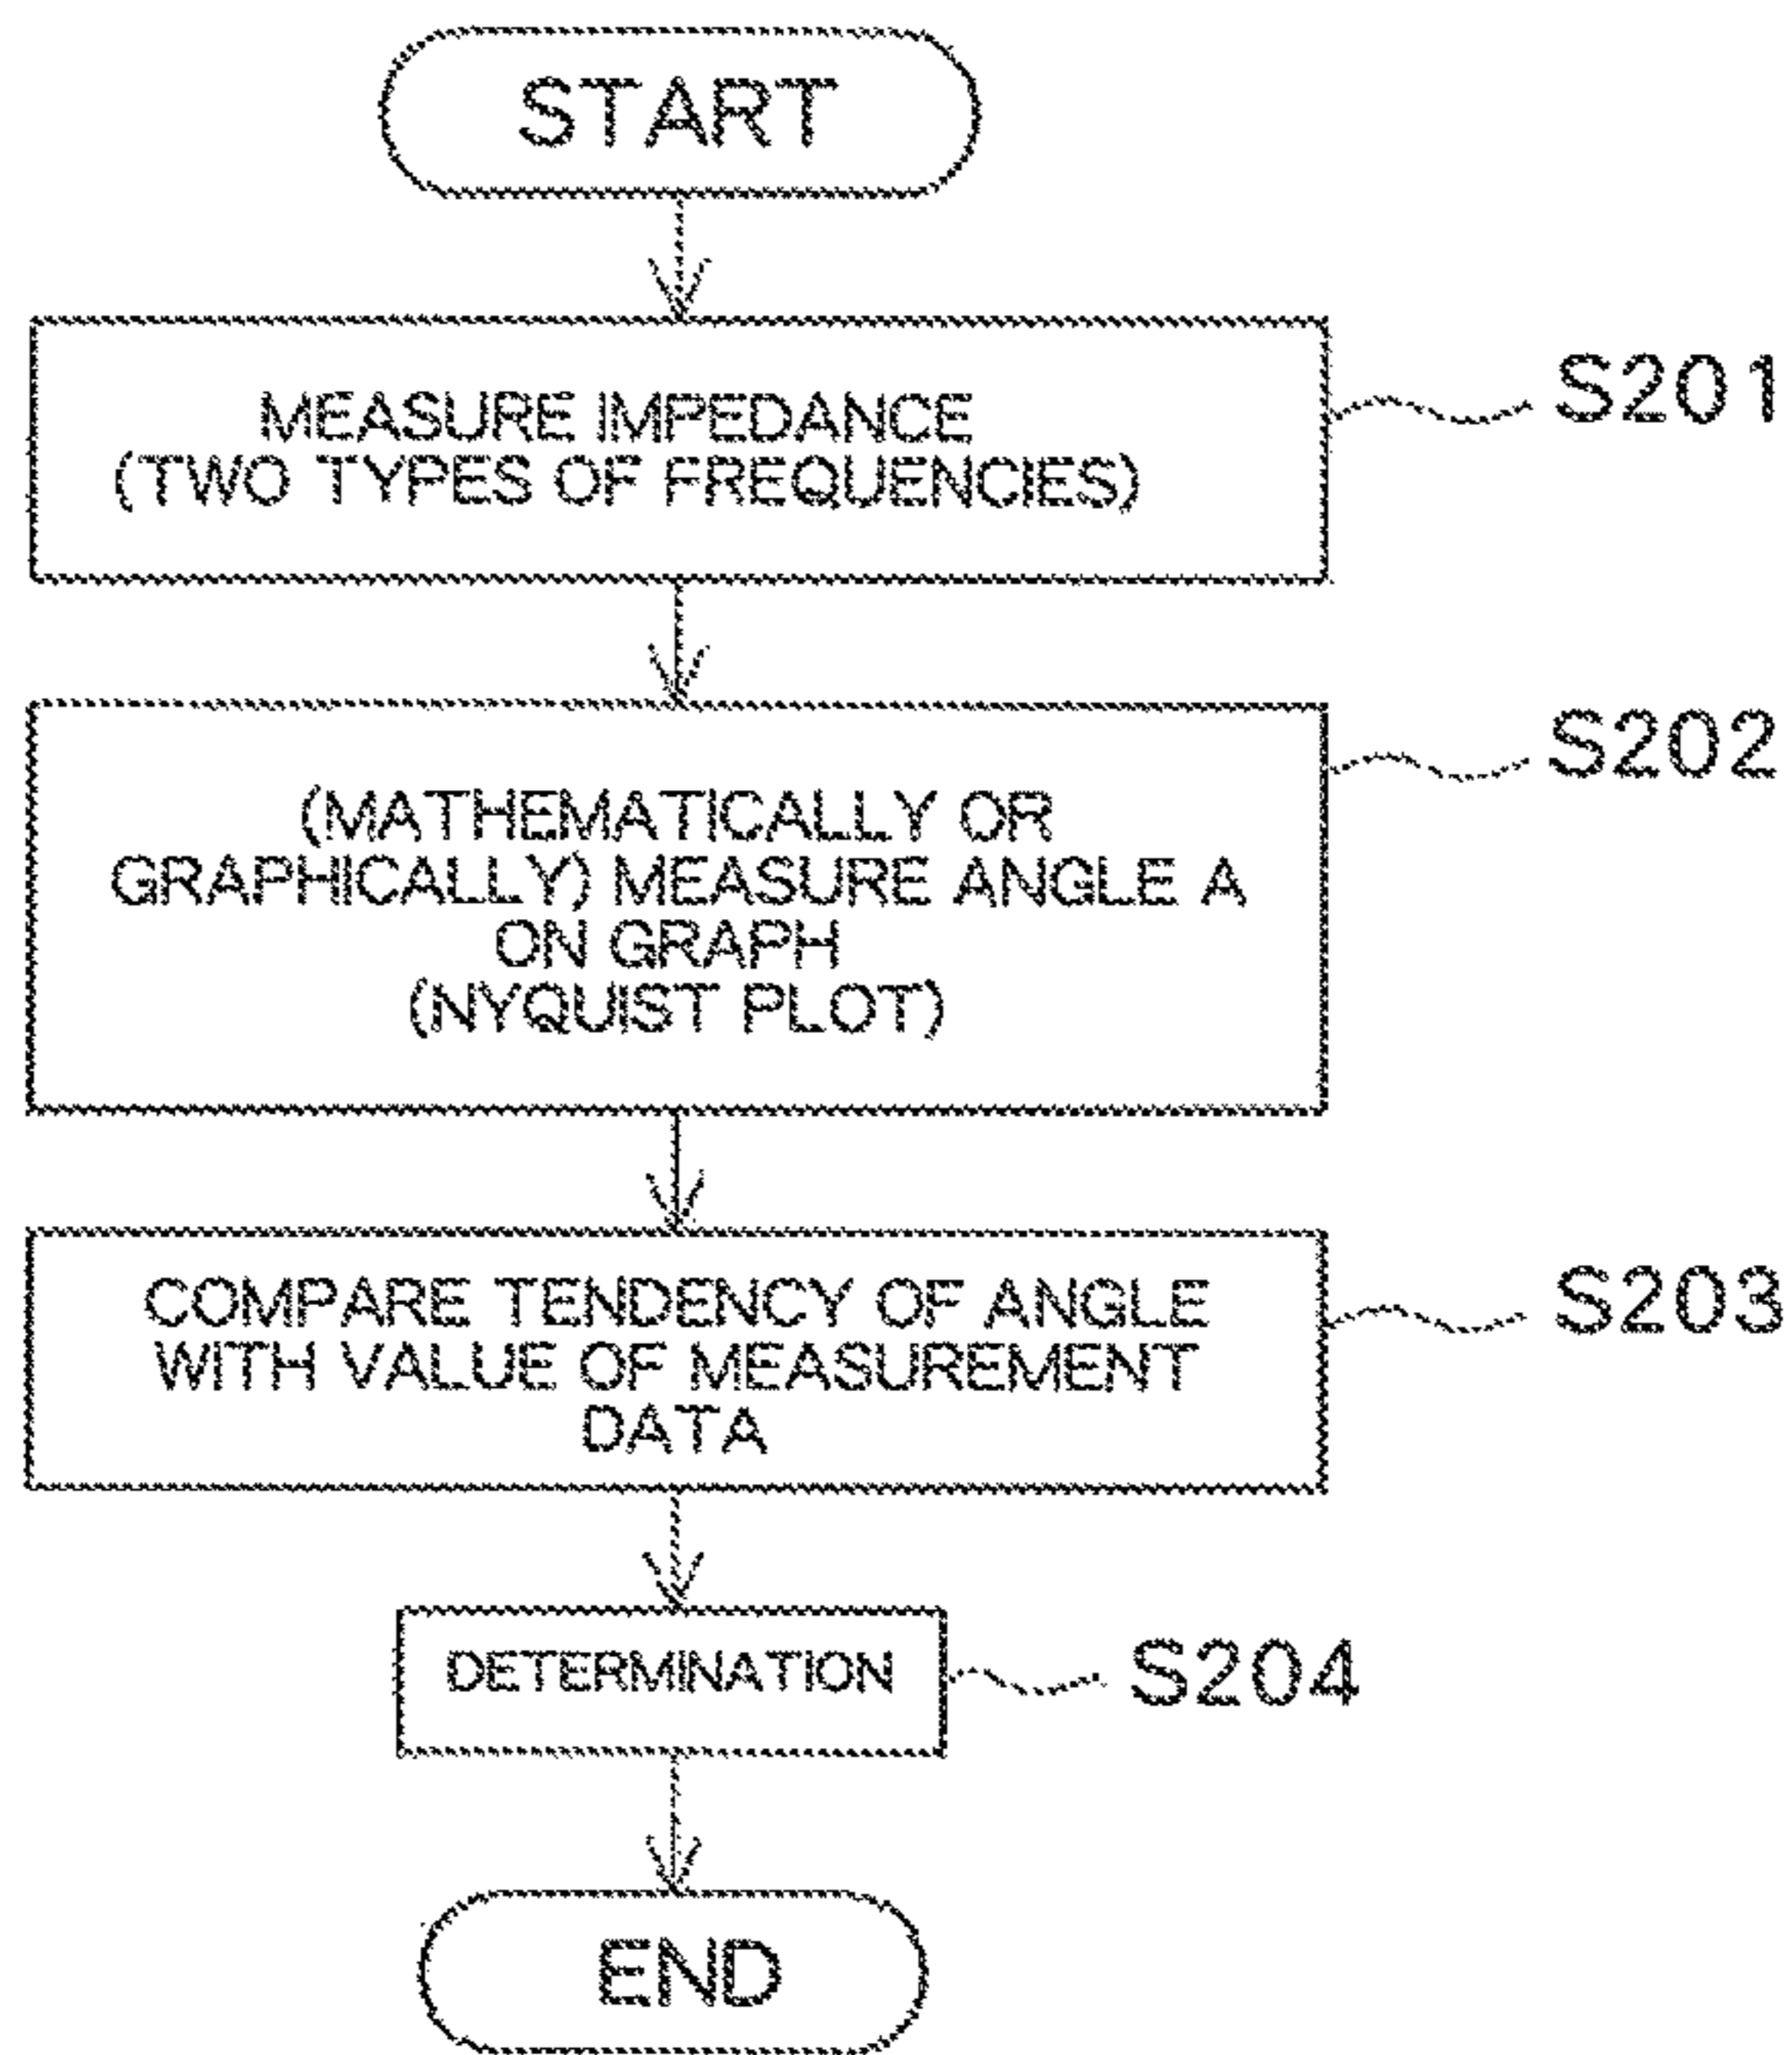 START
MEASURE IMPEDANCE
(TWO TYPES OF FREQUENCIES)
S201
(MATHEMATICALLY OR
GRAPHICALLY) MEASURE ANGLE A
ON GRAPH
(NYQUIST PLOT)
S202
COMPARE TENDENCY OF ANGLE
WITH VALUE OF MEASUREMENT
DATA
S203
DETERMINATION
S204
END